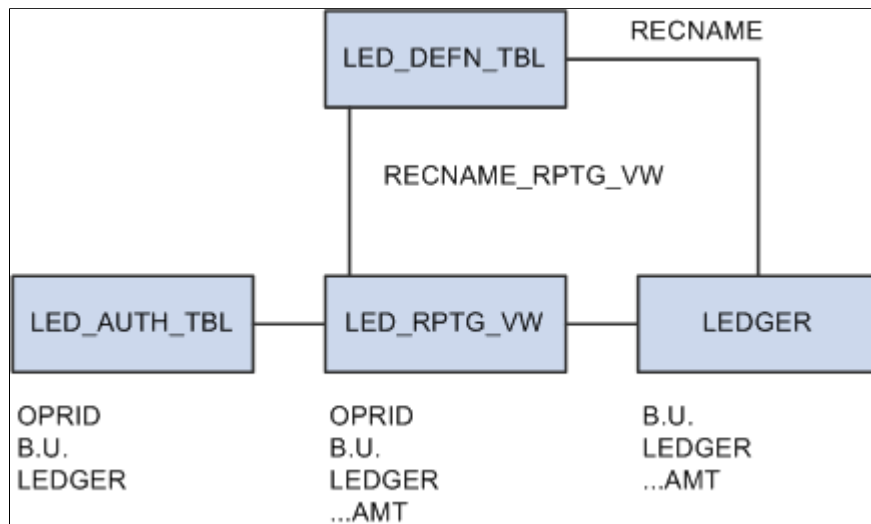 RECNAME
LED_DEFN_TBL
RECNAME_RPTG_VW
LED_AUTH_TBL
LED_RPTG_VW
LEDGER
OPRID
B.U.
LEDGER
OPRID
B.U.
LEDGER
...AMT
B.U.
LEDGER
...AMT